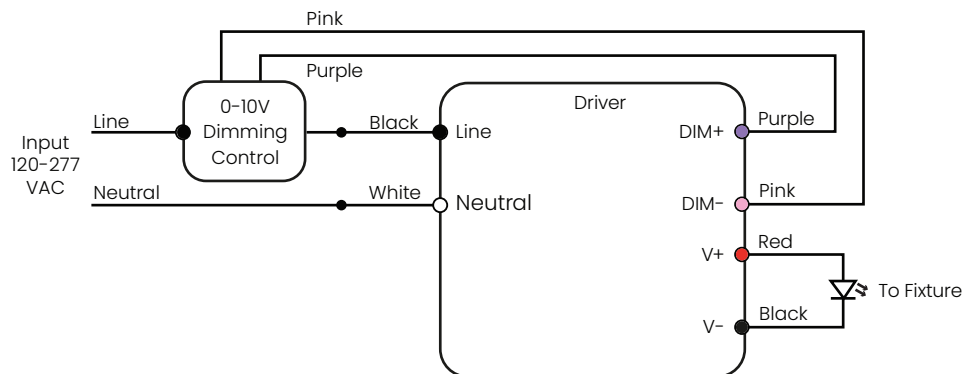 Pink
Purple
0-10V
Dimming
Control
Driver
Line
Input
120-277
VAC
Black
Line
DIM+
Purple
Neutral
White
Neutral
DIM-
Pink
V+
Red
To Fixture
V-
Black